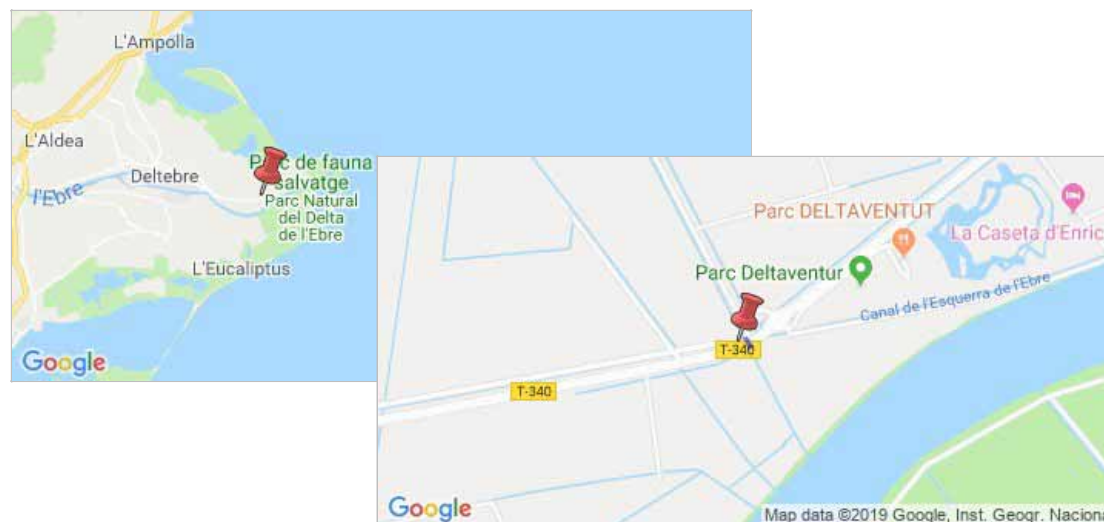 L'Ampolla
L'Aldea
l'Ebre
Deltebre
Parc de fauna
salvatge
Parc Natural
del Delta
de l'Ebre
L'Eucaliptus
Google
Parc DELTAVENTUT
La Caseta d'Enric
Parc Deltaventur
Canal de l'Esquerra de l'Ebre
T-340
T-340
Google
Map data ©2019 Google, Inst. Geogr. Naciona